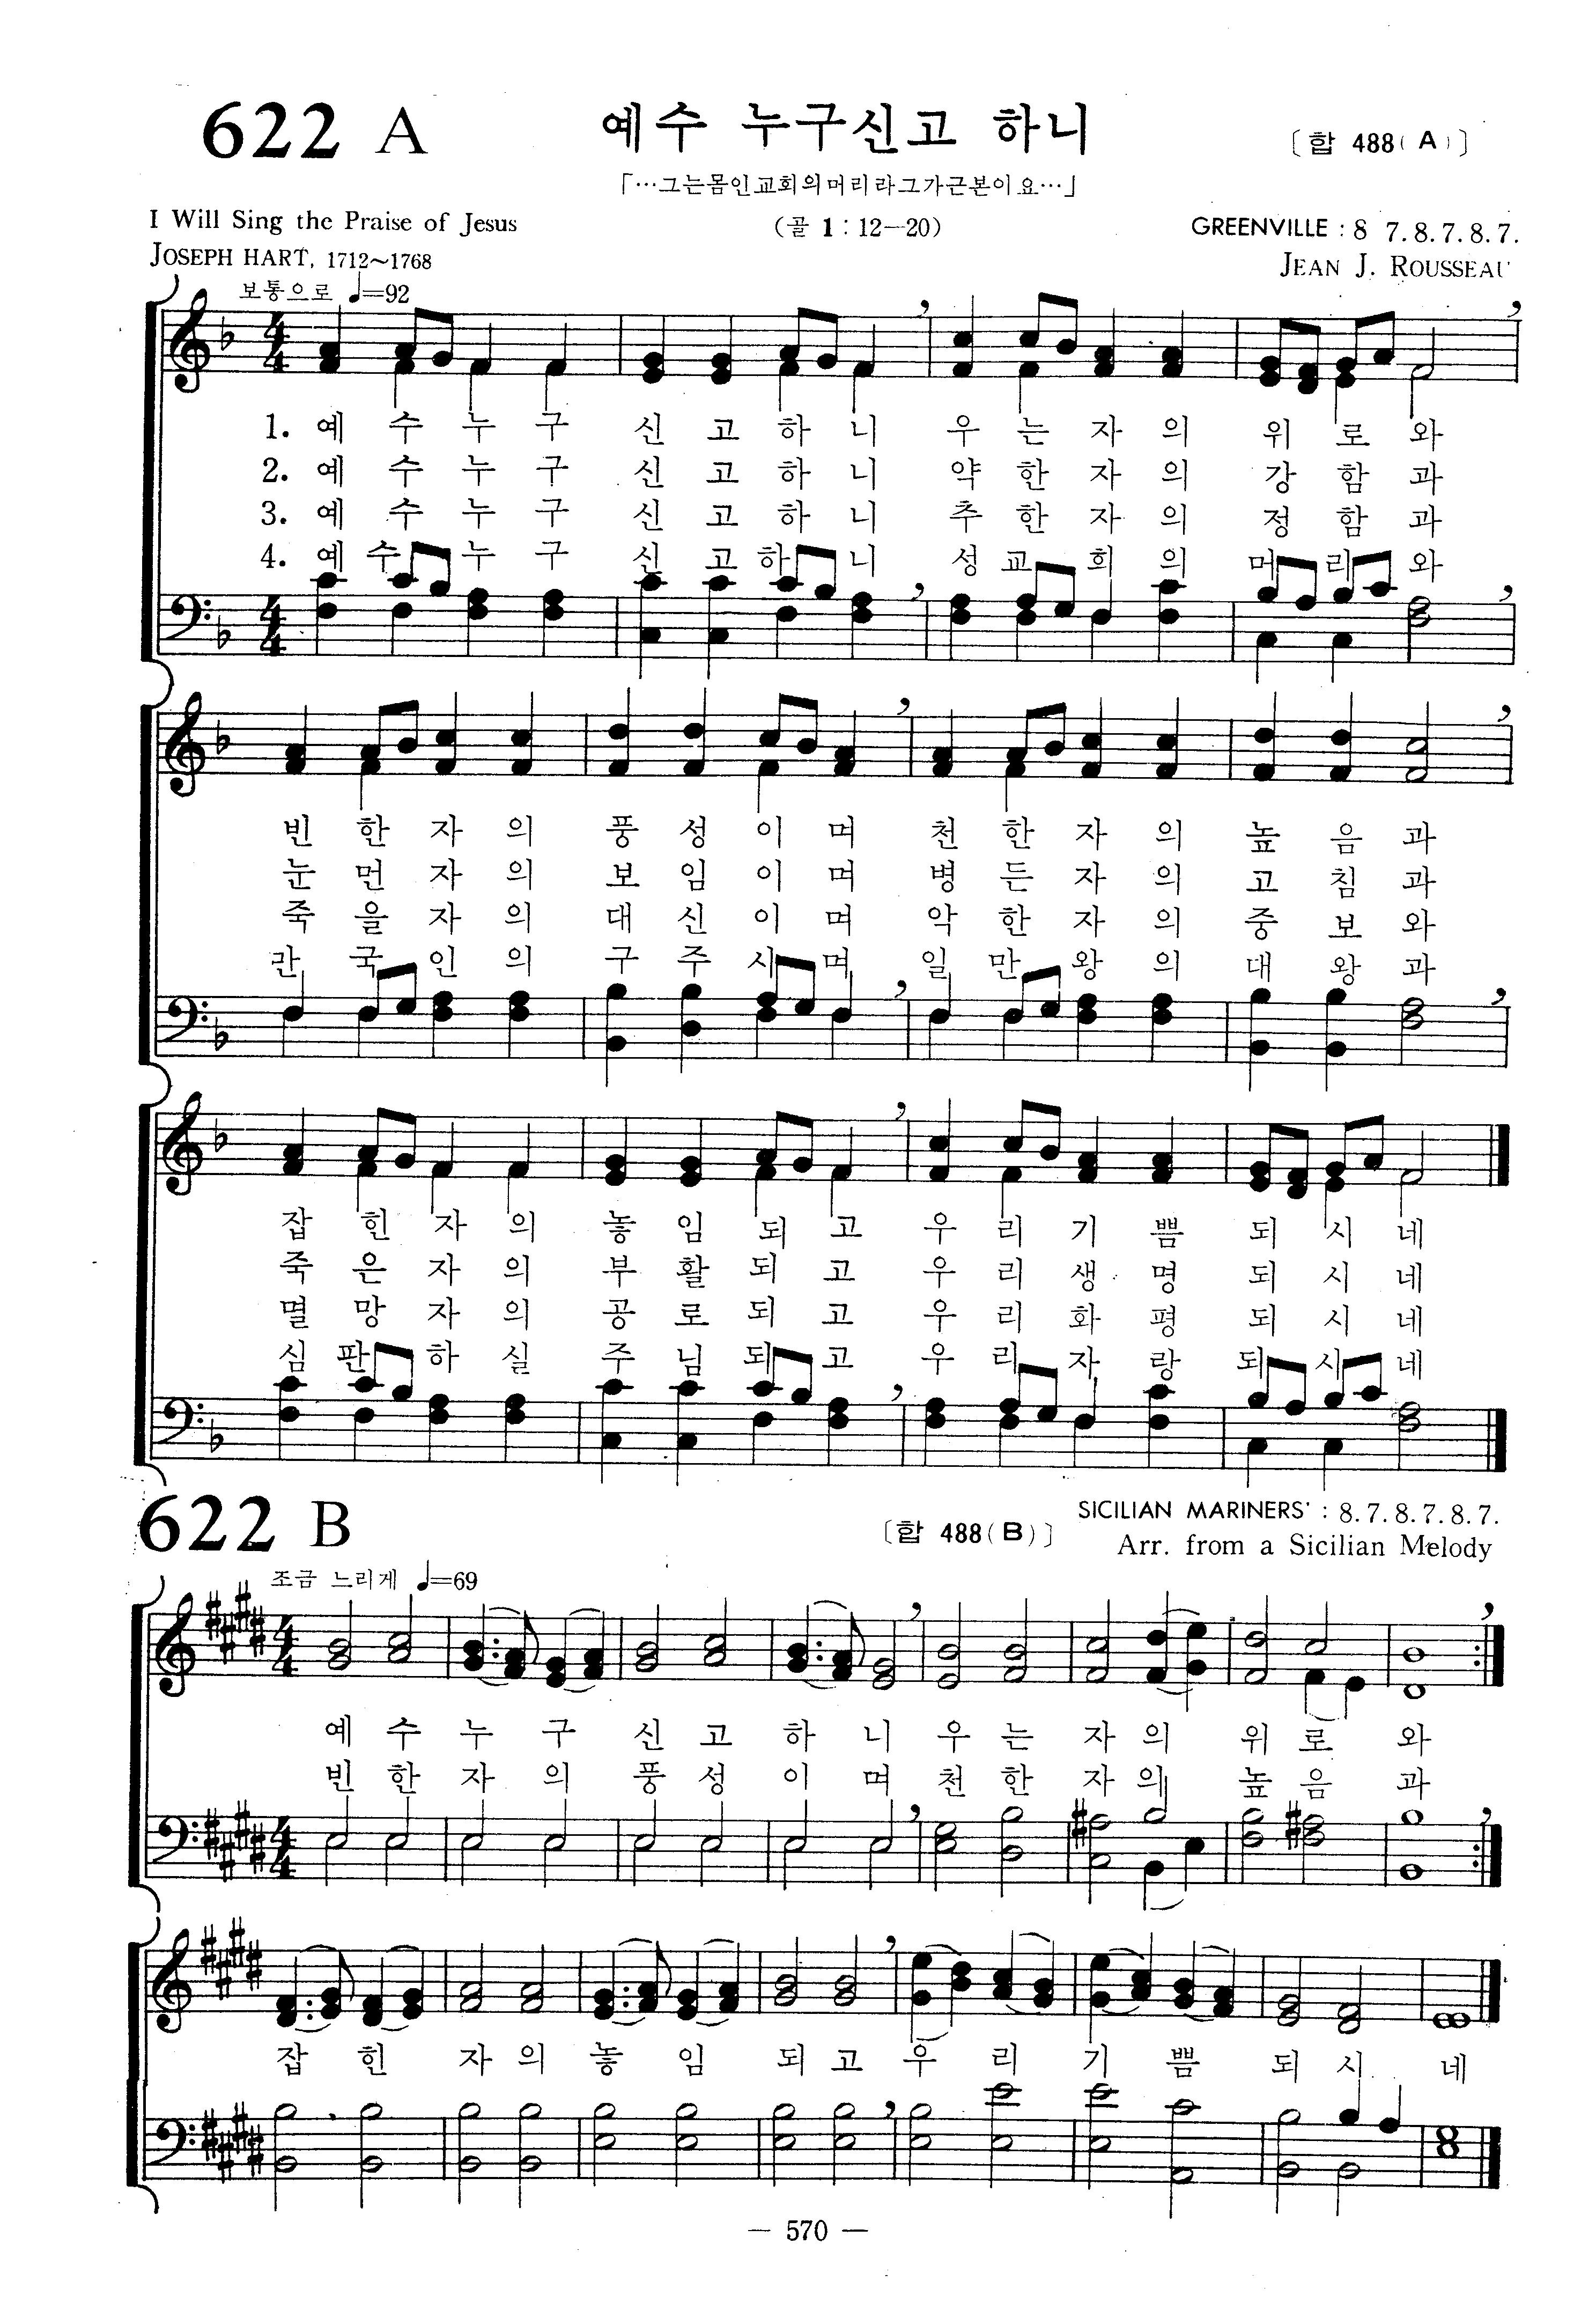 622 A
예수 누구신고 하니
〔합 488(A)〕
「…그는몸인교회의머리라그가근본이요…」
I Will Sing the Praise of Jesus
(골 1:12—20)
GREENVILLE : 8 7.8.7.8.7.
JOSEPH HART, 1712～1768
JEAN J. ROUSSEAU
보통으로 ♩=92
1. 예 수 누 구 신 고 하 니 우 는 자 의 위 로 와
2. 예 수 누 구 신 고 하 니 약 한 자 의 강 함 과
3. 예 수 누 구 신 고 하 니 추 한 자 의 정 함 과
4. 예 수 누 구 신 고 하 니 성 교 회 의 머 리 와
빈 한 자 의 풍 성 이 며 천 한 자 의 높 음 과
눈 먼 자 의 보 임 이 며 병 든 자 의 고 침 과
죽 을 자 의 대 신 이 며 악 한 자 의 중 보 와
란 국 인 의 구 주 시 며 일 만 왕 의 대 왕 과
잡 힌 자 의 놓 임 되 고 우 리 기 쁨 되 시 네
죽 은 자 의 부 활 되 고 우 리 생 명 되 시 네
멸 망 자 의 공 로 되 고 우 리 화 평 되 시 네
심 판 하 실 주 님 되 고 우 리 자 랑 되 시 네
622 B
〔합 488(B)〕
SICILIAN MARINERS' : 8.7.8.7.8.7.
Arr. from a Sicilian Melody
조금 느리게 ♩=69
예 수 누 구 신 고 하 니 우 는 자 의 위 로 와
빈 한 자 의 풍 성 이 며 천 한 자 의 높 음 과
잡 힌 자 의 놓 임 되 고 우 리 기 쁨 되 시 네
— 570 —